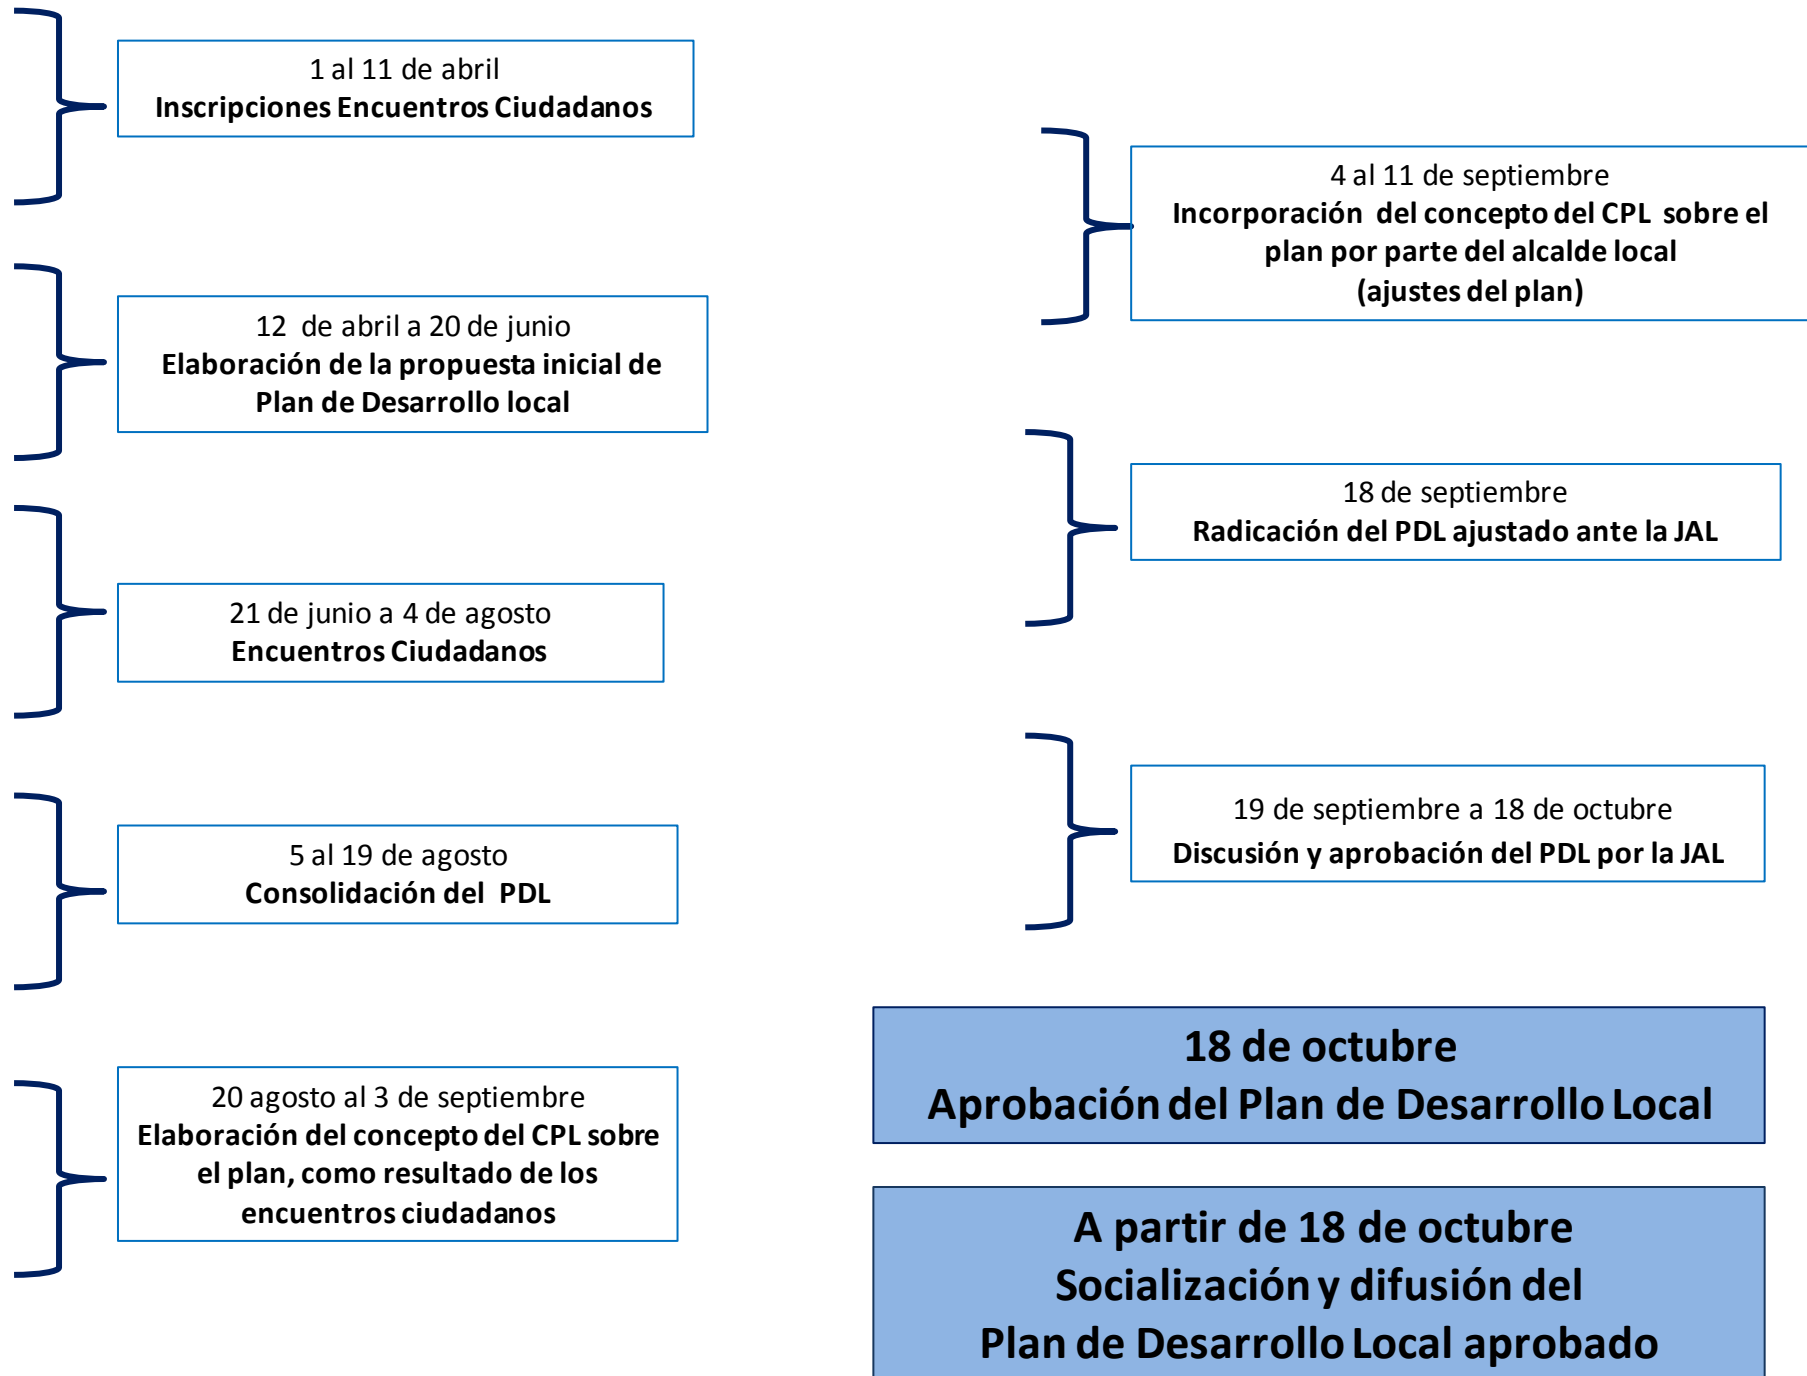 1 al 11 de abril
Inscripciones Encuentros Ciudadanos
12 de abril a 20 de junio
Elaboración de la propuesta inicial de
Plan de Desarrollo local
21 de junio a 4 de agosto
Encuentros Ciudadanos
5 al 19 de agosto
Consolidación del PDL
20 agosto al 3 de septiembre
Elaboración del concepto del CPL sobre
el plan, como resultado de los
encuentros ciudadanos
4 al 11 de septiembre
Incorporación del concepto del CPL sobre el
plan por parte del alcalde local
(ajustes del plan)
18 de septiembre
Radicación del PDL ajustado ante la JAL
19 de septiembre a 18 de octubre
Discusión y aprobación del PDL por la JAL
18 de octubre
Aprobación del Plan de Desarrollo Local
A partir de 18 de octubre
Socialización y difusión del
Plan de Desarrollo Local aprobado